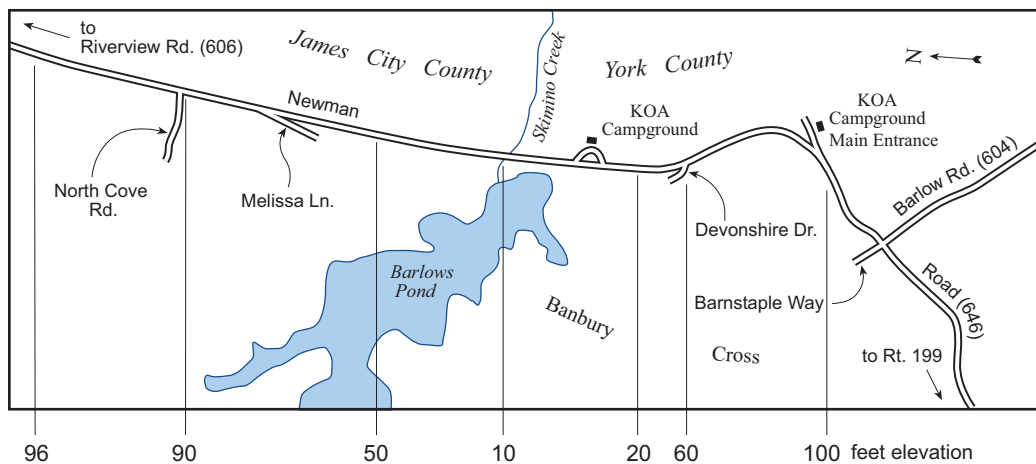 to
Riverview Rd. (606)
James City County
Skimino Creek
York County
N
Newman
KOA
Campground
KOA
Campground
Main Entrance
Barlow Rd. (604)
North Cove
Rd.
Melissa Ln.
Devonshire Dr.
Barlows
Pond
Barnstaple Way
Banbury
Cross
Road (646)
to Rt. 199
96 90 50 10 20 60 100 feet elevation